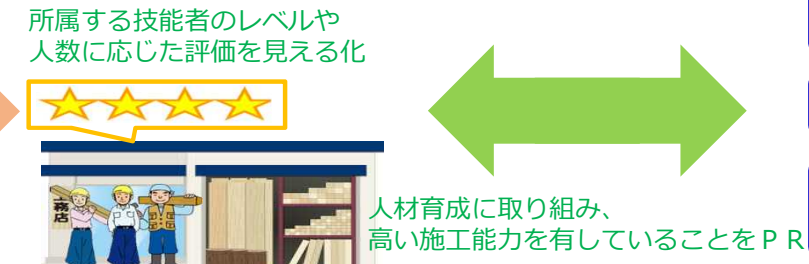 所属する技能者のレベルや
人数に応じた評価を見える化
務店
人材育成に取り組み、
高い施工能力を有していることをＰＲ